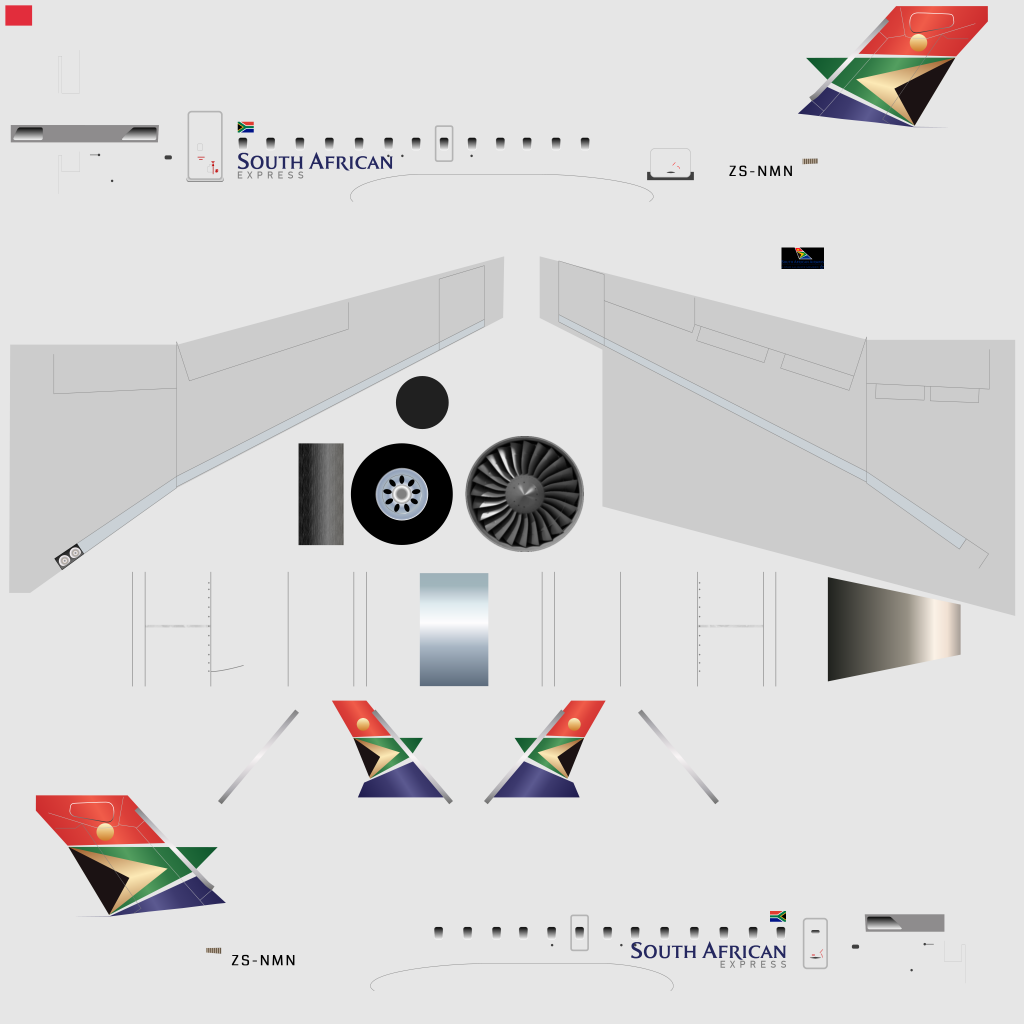 SOUTH AFRICAN
EXPRESS
ZS-NMN
ZS-NMN
SOUTH AFRICAN
EXPRESS